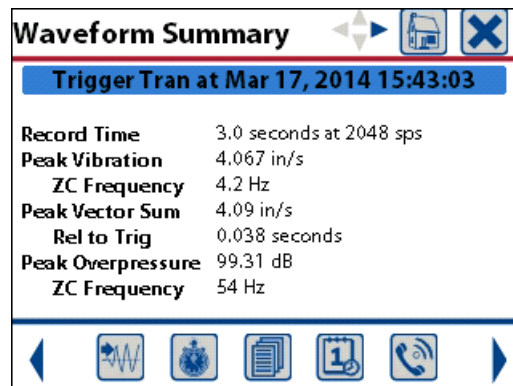 Waveform Summary
Trigger Tran at Mar 17, 2014 15:43:03
Record Time 3.0 seconds at 2048 sps
Peak Vibration 4.067 in/s
ZC Frequency 4.2 Hz
Peak Vector Sum 4.09 in/s
Rel to Trig 0.038 seconds
Peak Overpressure 99.31 dB
ZC Frequency 54 Hz
1